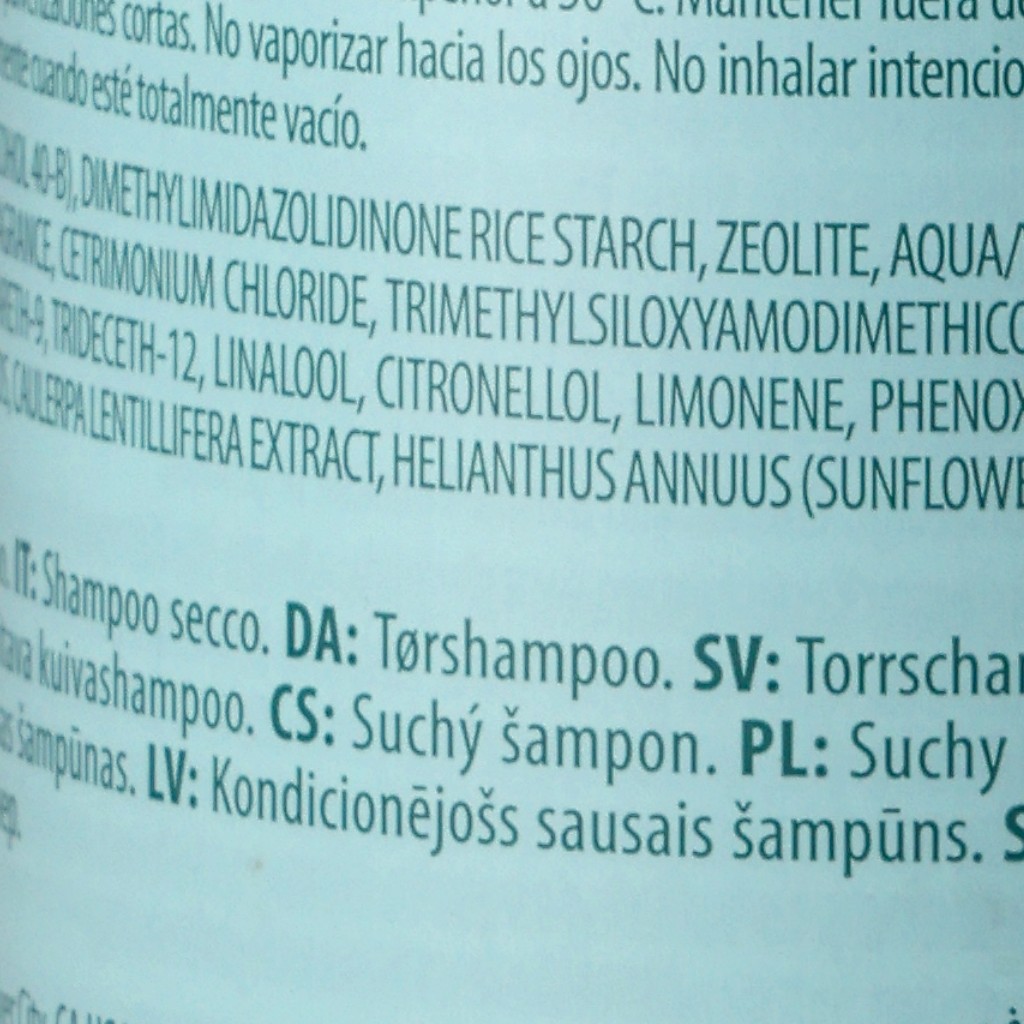 cortas. No vaporizar hacia los ojos. No inhalar
cuando esté totalmente vacío.
40-B), DIMETHYLIMIDAZOLIDINONE RICE STARCH, ZEOLITE, AQUA/
CETRIMONIUM CHLORIDE, TRIMETHYLSILOXYAMODIMETHICO
TRIDECETH-12, LINALOOL, CITRONELLOL, LIMONENE, PHENOX
CAULERPA LENTILLIFERA EXTRACT, HELIANTHUS ANNUUS (SUNFLOWE
IT: Shampoo secco. DA: Tørshampoo. SV: Torrscha
kuivashampoo. CS: Suchý šampon. PL: Suchy
šampūnas. LV: Kondicionējošs sausais šampūns. S